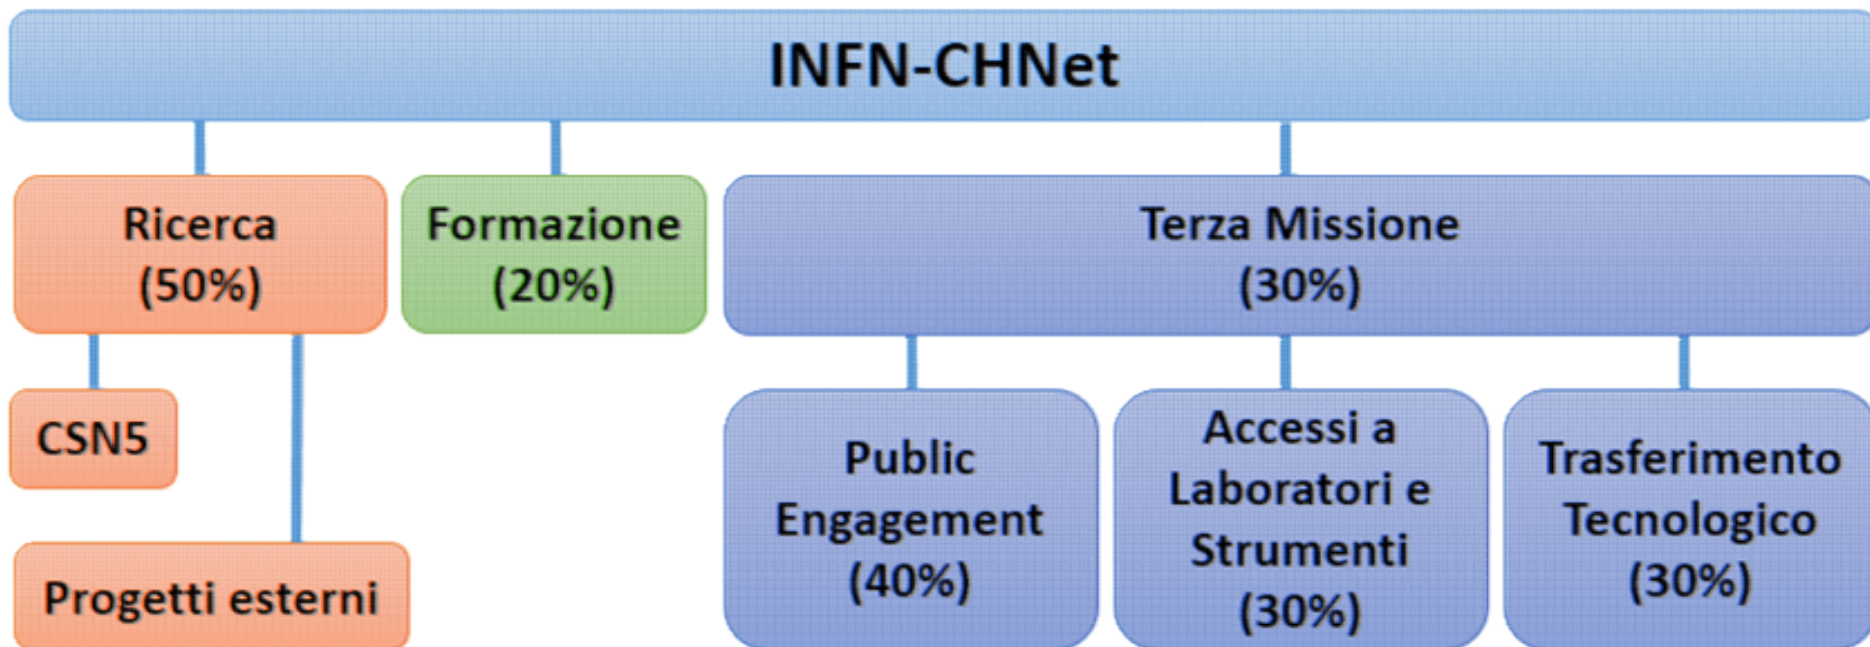 INFN-CHNet
Ricerca
(50%)
Formazione
(20%)
Terza Missione
(30%)
CSN5
Progetti esterni
Public
Engagement
(40%)
Accessi a
Laboratori e
Strumenti
(30%)
Trasferimento
Tecnologico
(30%)